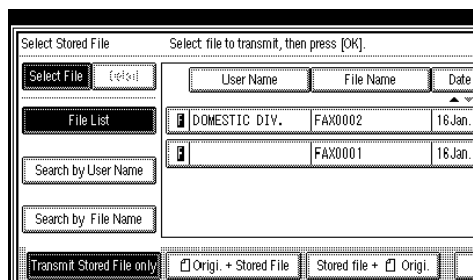 Select Stored File Select file to transmit, then press [OK].
Select File Detail User Name File Name Date
File List DOMESTIC DIV. FAX0002 16Jan.
FAX0001 16Jan.
Search by User Name
Search by File Name
Transmit Stored File only Origi. + Stored File Stored file + Origi.